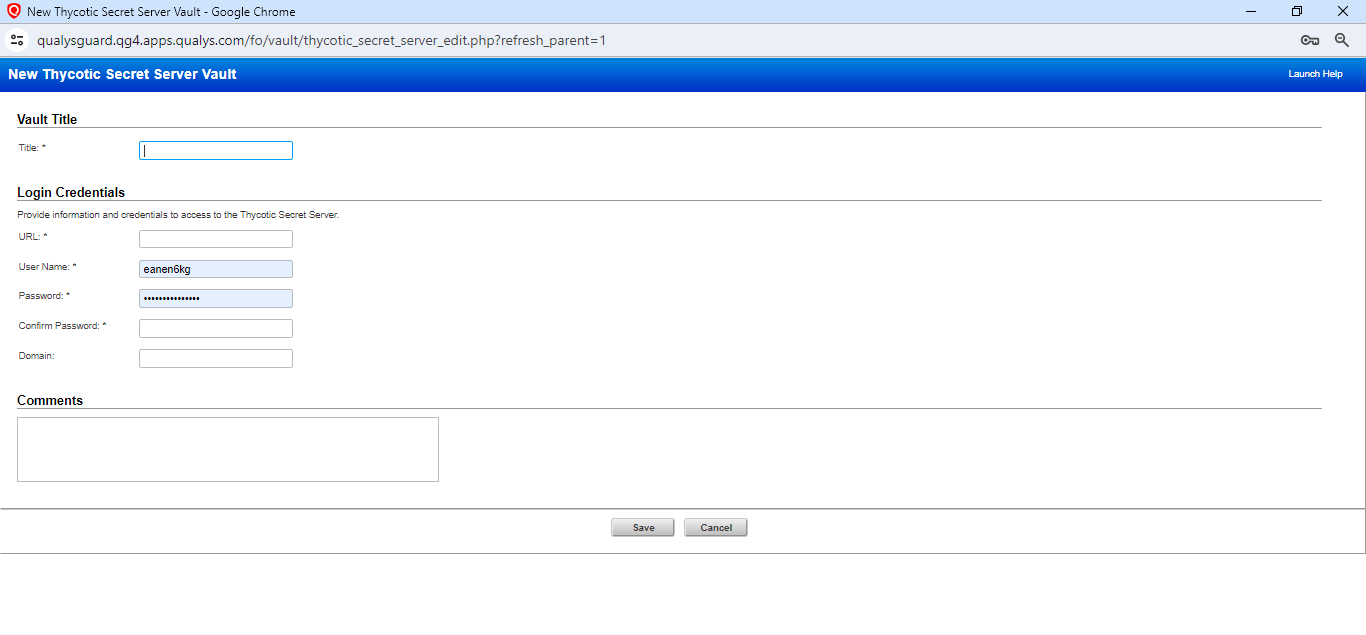 New Thycotic Secret Server Vault - Google Chrome
qualysguard.qg4.apps.qualys.com/fo/vault/thycotic_secret_server_edit.php?refresh_parent=1
New Thycotic Secret Server Vault
Launch Help
Vault Title
Title: *
Login Credentials
Provide information and credentials to access to the Thycotic Secret Server.
URL: *
User Name: *
eanen6kg
Password: *
•••••••••••••••
Confirm Password: *
Domain:
Comments
Save
Cancel